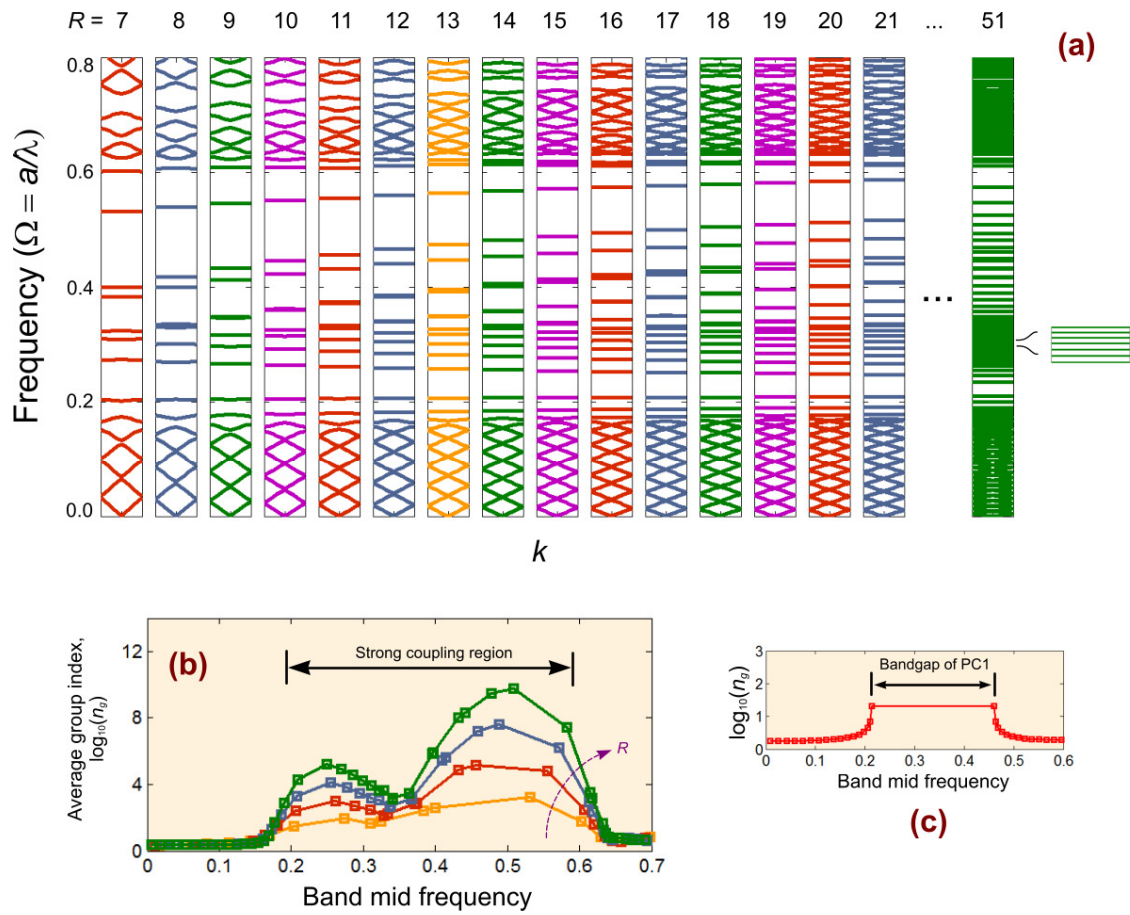 R = 7 8 9 10 11 12 13 14 15 16 17 18 19 20 21 ... 51
(a)
0.8
0.6
0.4
0.2
0.0
Frequency (Ω = a/λ)
...
k
(b)
Strong coupling region
R
12
8
4
0
Average group index,
log₁₀(n_g)
0 0.1 0.2 0.3 0.4 0.5 0.6 0.7
Band mid frequency
Bandgap of PC1
3
2
1
0
log₁₀(n_g)
0 0.1 0.2 0.3 0.4 0.5 0.6
Band mid frequency
(c)